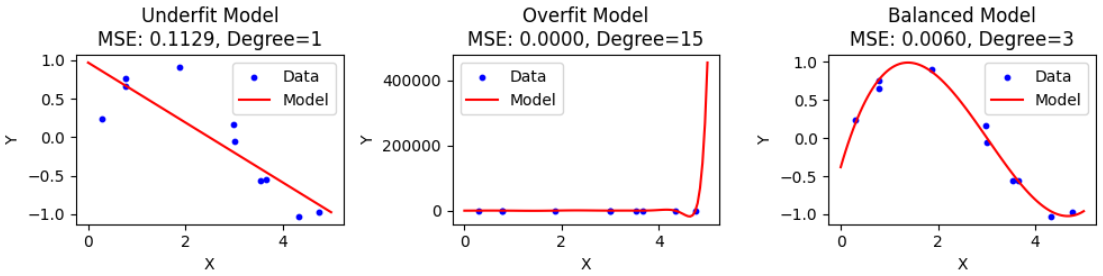 Underfit Model
MSE: 0.1129, Degree=1
1.0
0.5
0.0
−0.5
−1.0
Y
0
2
4
X
Data
Model
Overfit Model
MSE: 0.0000, Degree=15
400000
200000
0
Y
0
2
4
X
Data
Model
Balanced Model
MSE: 0.0060, Degree=3
1.0
0.5
0.0
−0.5
−1.0
Y
0
2
4
X
Data
Model